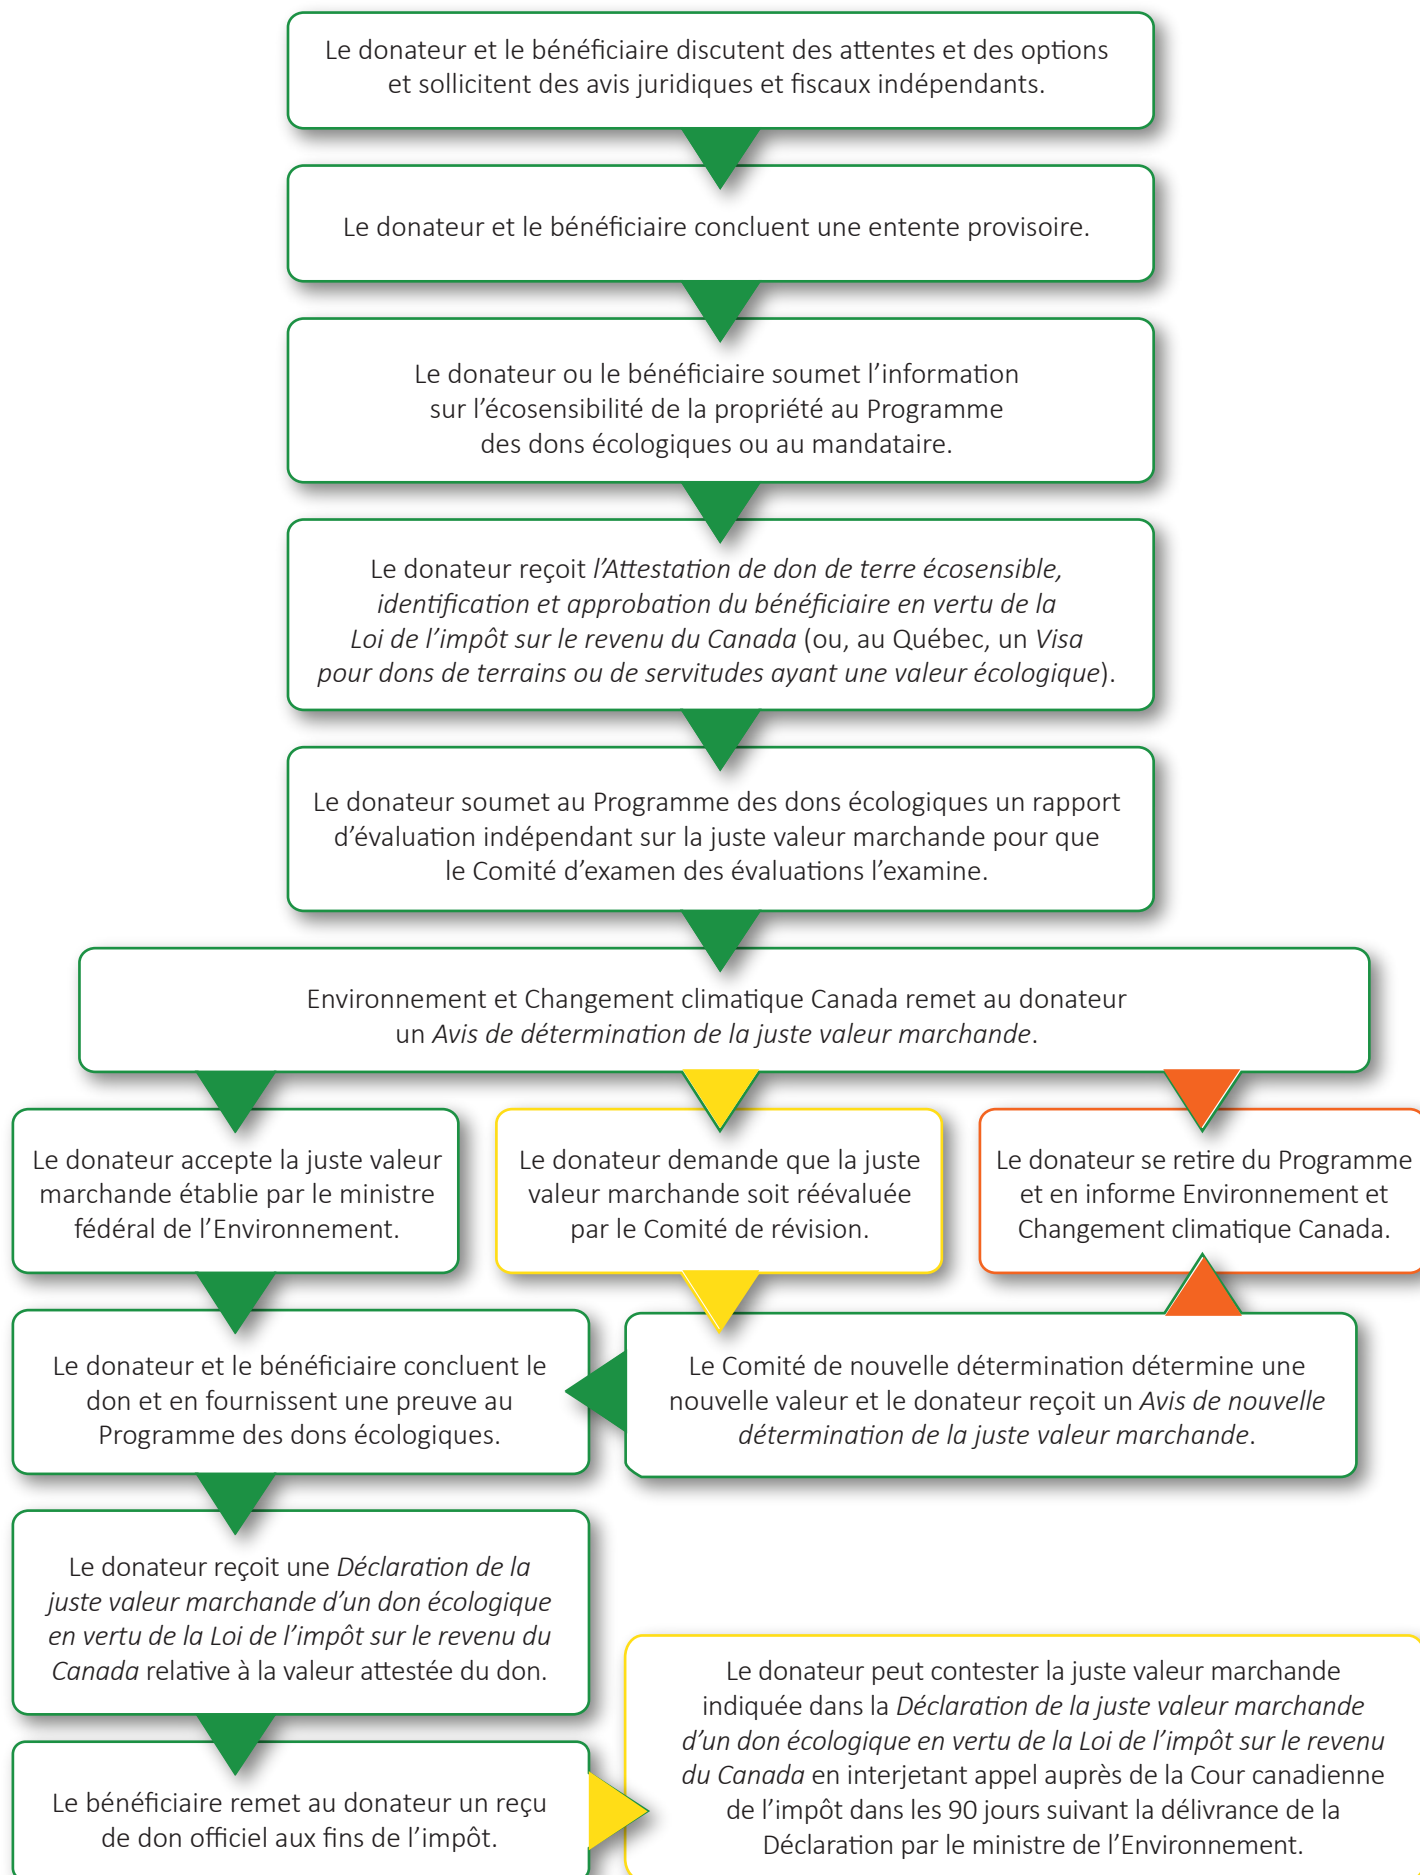 Le donateur et le bénéficiaire discutent des attentes et des options
et sollicitent des avis juridiques et fiscaux indépendants.
Le donateur et le bénéficiaire concluent une entente provisoire.
Le donateur ou le bénéficiaire soumet l’information
sur l’écosensibilité de la propriété au Programme
des dons écologiques ou au mandataire.
Le donateur reçoit l’Attestation de don de terre écosensible,
identification et approbation du bénéficiaire en vertu de la
Loi de l’impôt sur le revenu du Canada (ou, au Québec, un Visa
pour dons de terrains ou de servitudes ayant une valeur écologique).
Le donateur soumet au Programme des dons écologiques un rapport
d’évaluation indépendant sur la juste valeur marchande pour que
le Comité d’examen des évaluations l’examine.
Environnement et Changement climatique Canada remet au donateur
un Avis de détermination de la juste valeur marchande.
Le donateur accepte la juste valeur
marchande établie par le ministre
fédéral de l’Environnement.
Le donateur demande que la juste
valeur marchande soit réévaluée
par le Comité de révision.
Le donateur se retire du Programme
et en informe Environnement et
Changement climatique Canada.
Le donateur et le bénéficiaire concluent le
don et en fournissent une preuve au
Programme des dons écologiques.
Le Comité de nouvelle détermination détermine une
nouvelle valeur et le donateur reçoit un Avis de nouvelle
détermination de la juste valeur marchande.
Le donateur reçoit une Déclaration de la
juste valeur marchande d’un don écologique
en vertu de la Loi de l’impôt sur le revenu du
Canada relative à la valeur attestée du don.
Le bénéficiaire remet au donateur un reçu
de don officiel aux fins de l’impôt.
Le donateur peut contester la juste valeur marchande
indiquée dans la Déclaration de la juste valeur marchande
d’un don écologique en vertu de la Loi de l’impôt sur le revenu
du Canada en interjetant appel auprès de la Cour canadienne
de l’impôt dans les 90 jours suivant la délivrance de la
Déclaration par le ministre de l’Environnement.